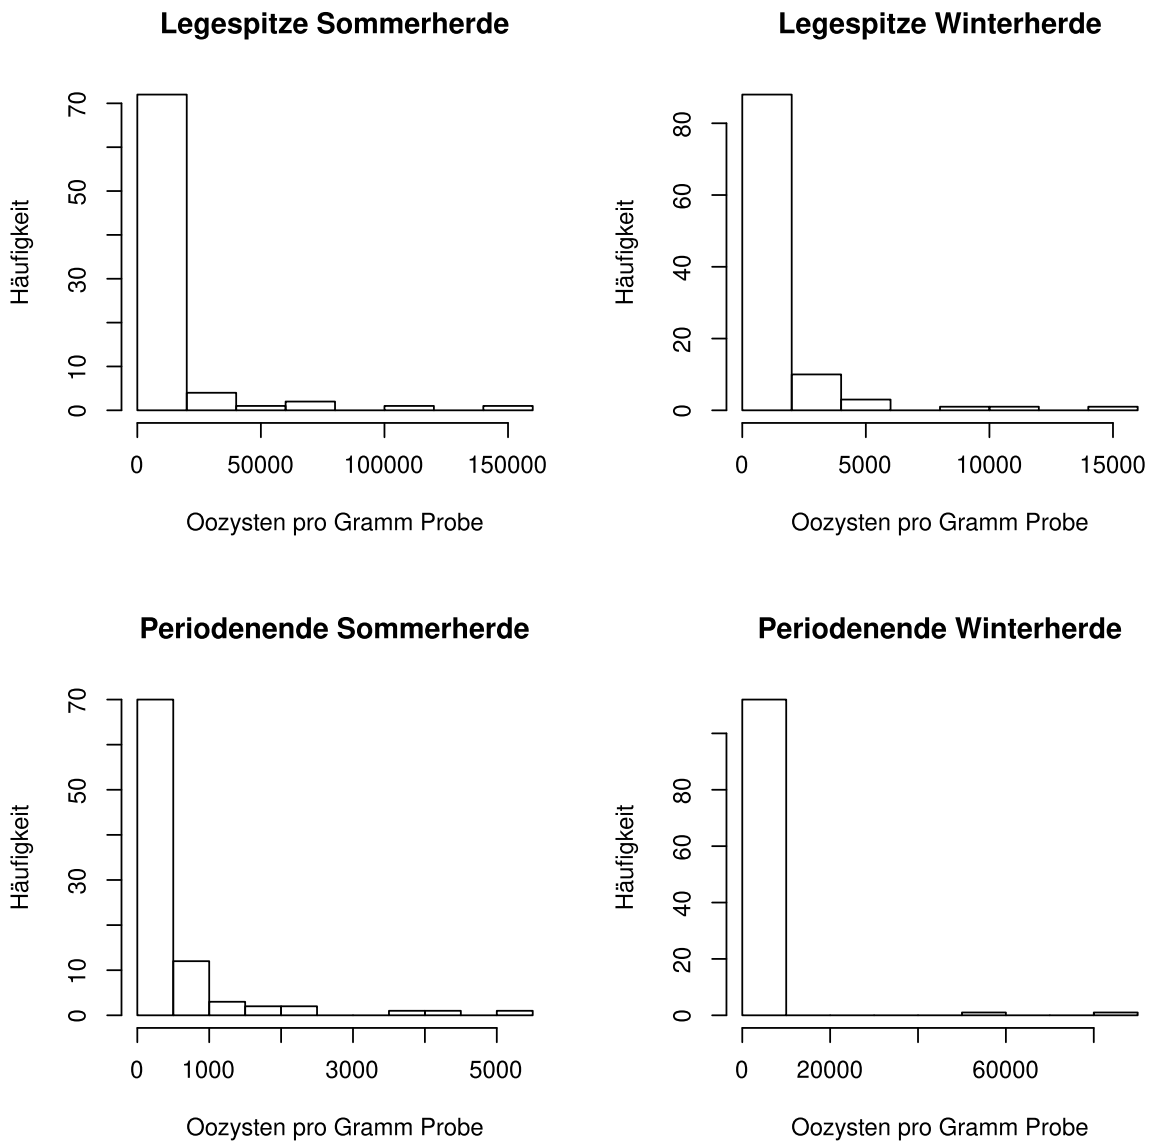 Legespitze Sommerherde
Häufigkeit
70
50
30
10
0
0 50000 100000 150000
Oozysten pro Gramm Probe
Legespitze Winterherde
Häufigkeit
80
60
40
20
0
0 5000 10000 15000
Oozysten pro Gramm Probe
Periodenende Sommerherde
Häufigkeit
70
50
30
10
0
0 1000 3000 5000
Oozysten pro Gramm Probe
Periodenende Winterherde
Häufigkeit
80
60
40
20
0
0 20000 60000
Oozysten pro Gramm Probe